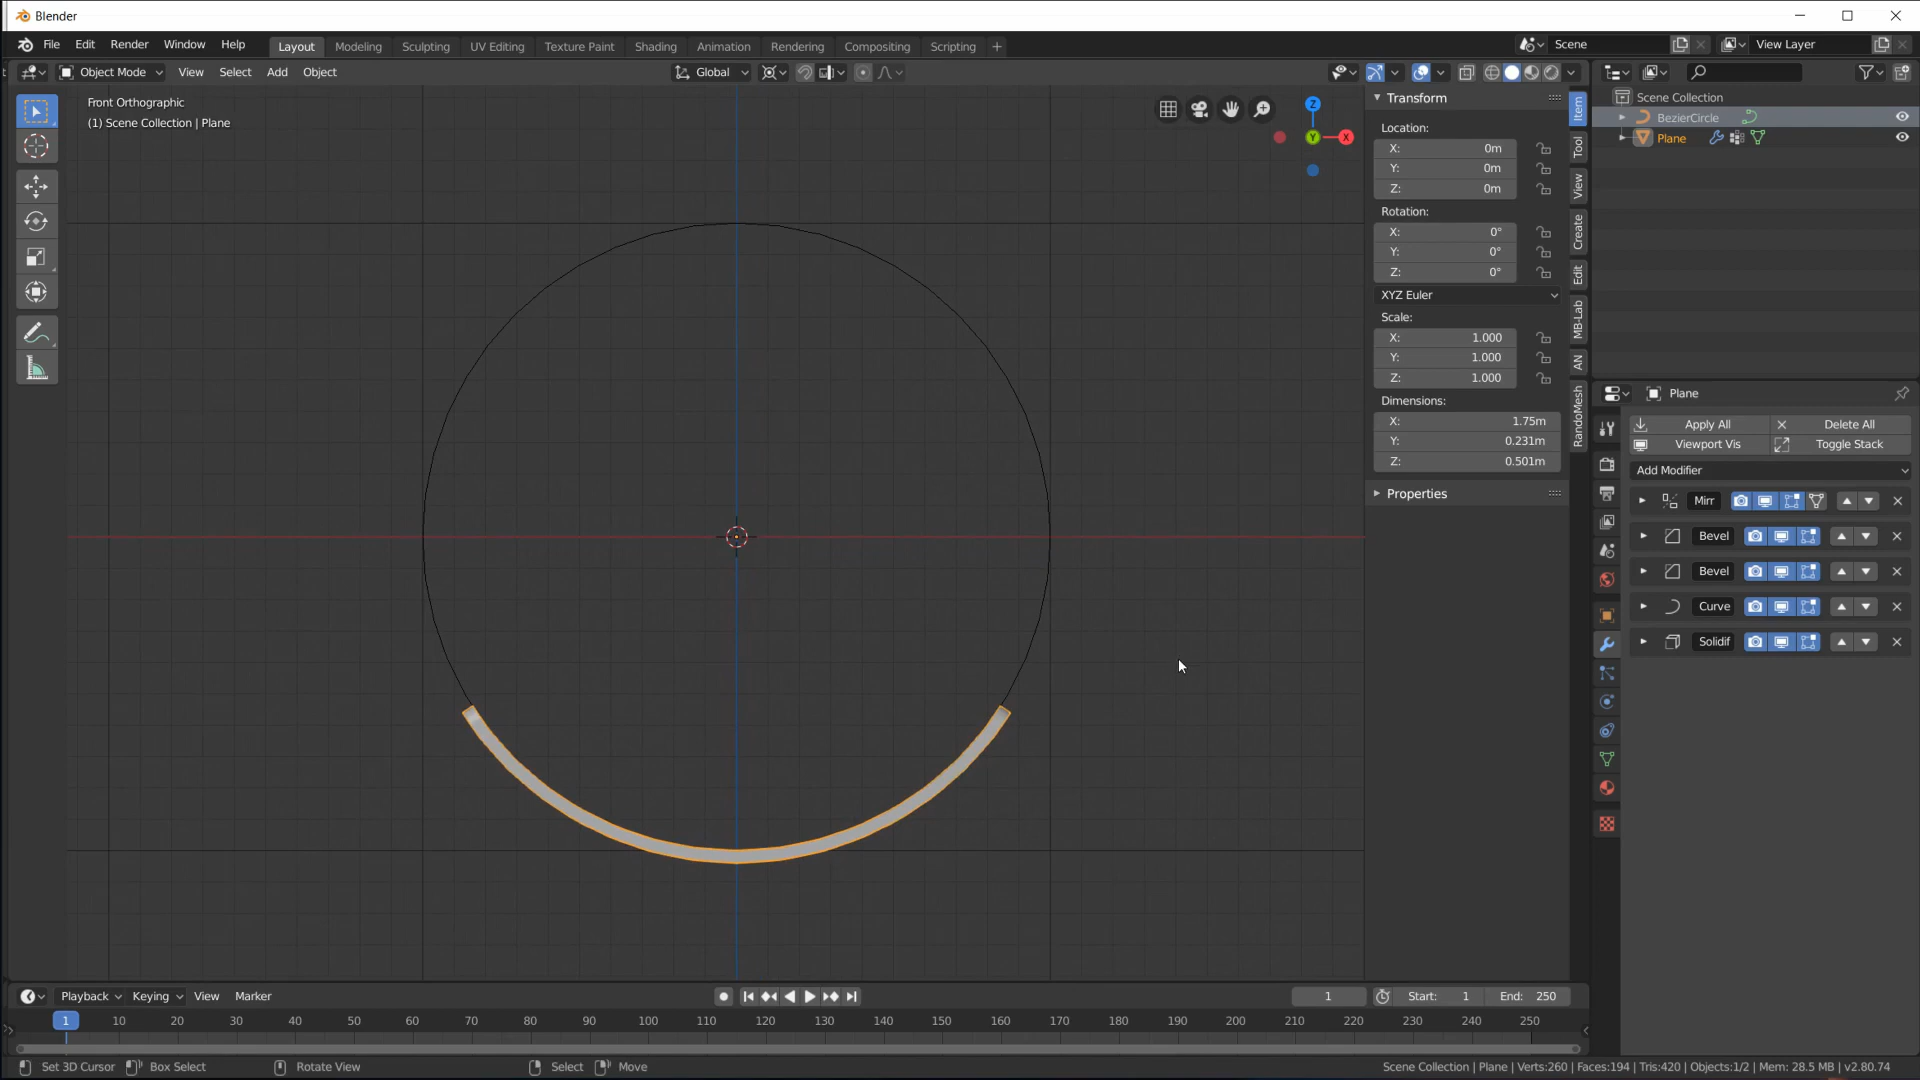 Blender
File Edit Render Window Help Layout Modeling Sculpting UV Editing Texture Paint Shading Animation Rendering Compositing Scripting + Scene View Layer
Object Mode View Select Add Object Global
Front Orthographic
(1) Scene Collection | Plane
Z
Y
X
Transform
Location:
X: 0m
Y: 0m
Z: 0m
Rotation:
X: 0°
Y: 0°
Z: 0°
XYZ Euler
Scale:
X: 1.000
Y: 1.000
Z: 1.000
Dimensions:
X: 1.75m
Y: 0.231m
Z: 0.501m
Properties
Item
Tool
View
Create
Edit
MB-Lab
AN
RandoMesh
Scene Collection
BezierCircle
Plane
Plane
Apply All Delete All
Viewport Vis Toggle Stack
Add Modifier
Mirr
Bevel
Bevel
Curve
Solidif
Playback Keying View Marker 1 Start: 1 End: 250
1 10 20 30 40 50 60 70 80 90 100 110 120 130 140 150 160 170 180 190 200 210 220 230 240 250
Set 3D Cursor Box Select Rotate View Select Move Scene Collection | Plane | Verts:260 | Faces:194 | Tris:420 | Objects:1/2 | Mem: 28.5 MB | v2.80.74